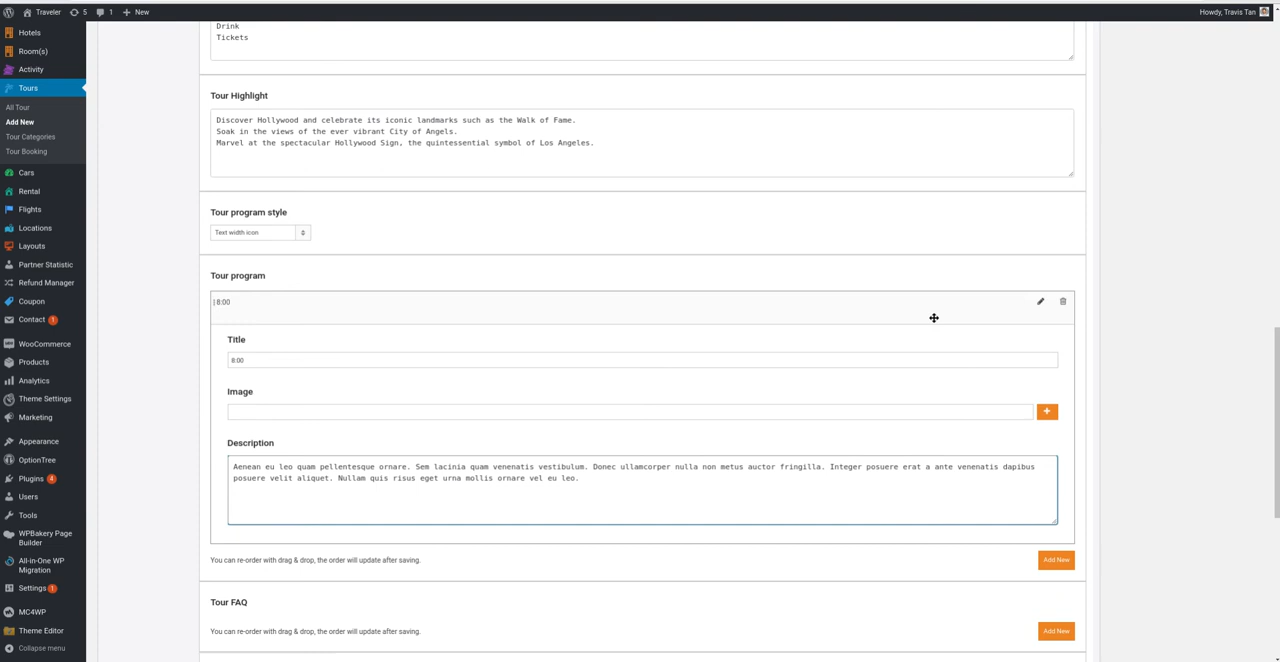 Traveler
5
1
New
Howdy, Travis Tan
Hotels
Room(s)
Activity
Tours
All Tour
Add New
Tour Categories
Tour Booking
Cars
Rental
Flights
Locations
Layouts
Partner Statistic
Refund Manager
Coupon
Contact 1
WooCommerce
Products
Analytics
Theme Settings
Marketing
Appearance
OptionTree
Plugins 4
Users
Tools
WPBakery Page
Builder
All-in-One WP
Migration
Settings 1
MC4WP
Theme Editor
Collapse menu
Drink
Tickets
Tour Highlight
Discover Hollywood and celebrate its iconic landmarks such as the Walk of Fame.
Soak in the views of the ever vibrant City of Angels.
Marvel at the spectacular Hollywood Sign, the quintessential symbol of Los Angeles.
Tour program style
Text width icon
Tour program
| 8:00
Title
8:00
Image
Description
Aenean eu leo quam pellentesque ornare. Sem lacinia quam venenatis vestibulum. Donec ullamcorper nulla non metus auctor fringilla. Integer posuere erat a ante venenatis dapibus
posuere velit aliquet. Nullam quis risus eget urna mollis ornare vel eu leo.
You can re-order with drag & drop, the order will update after saving.
Add New
Tour FAQ
You can re-order with drag & drop, the order will update after saving.
Add New